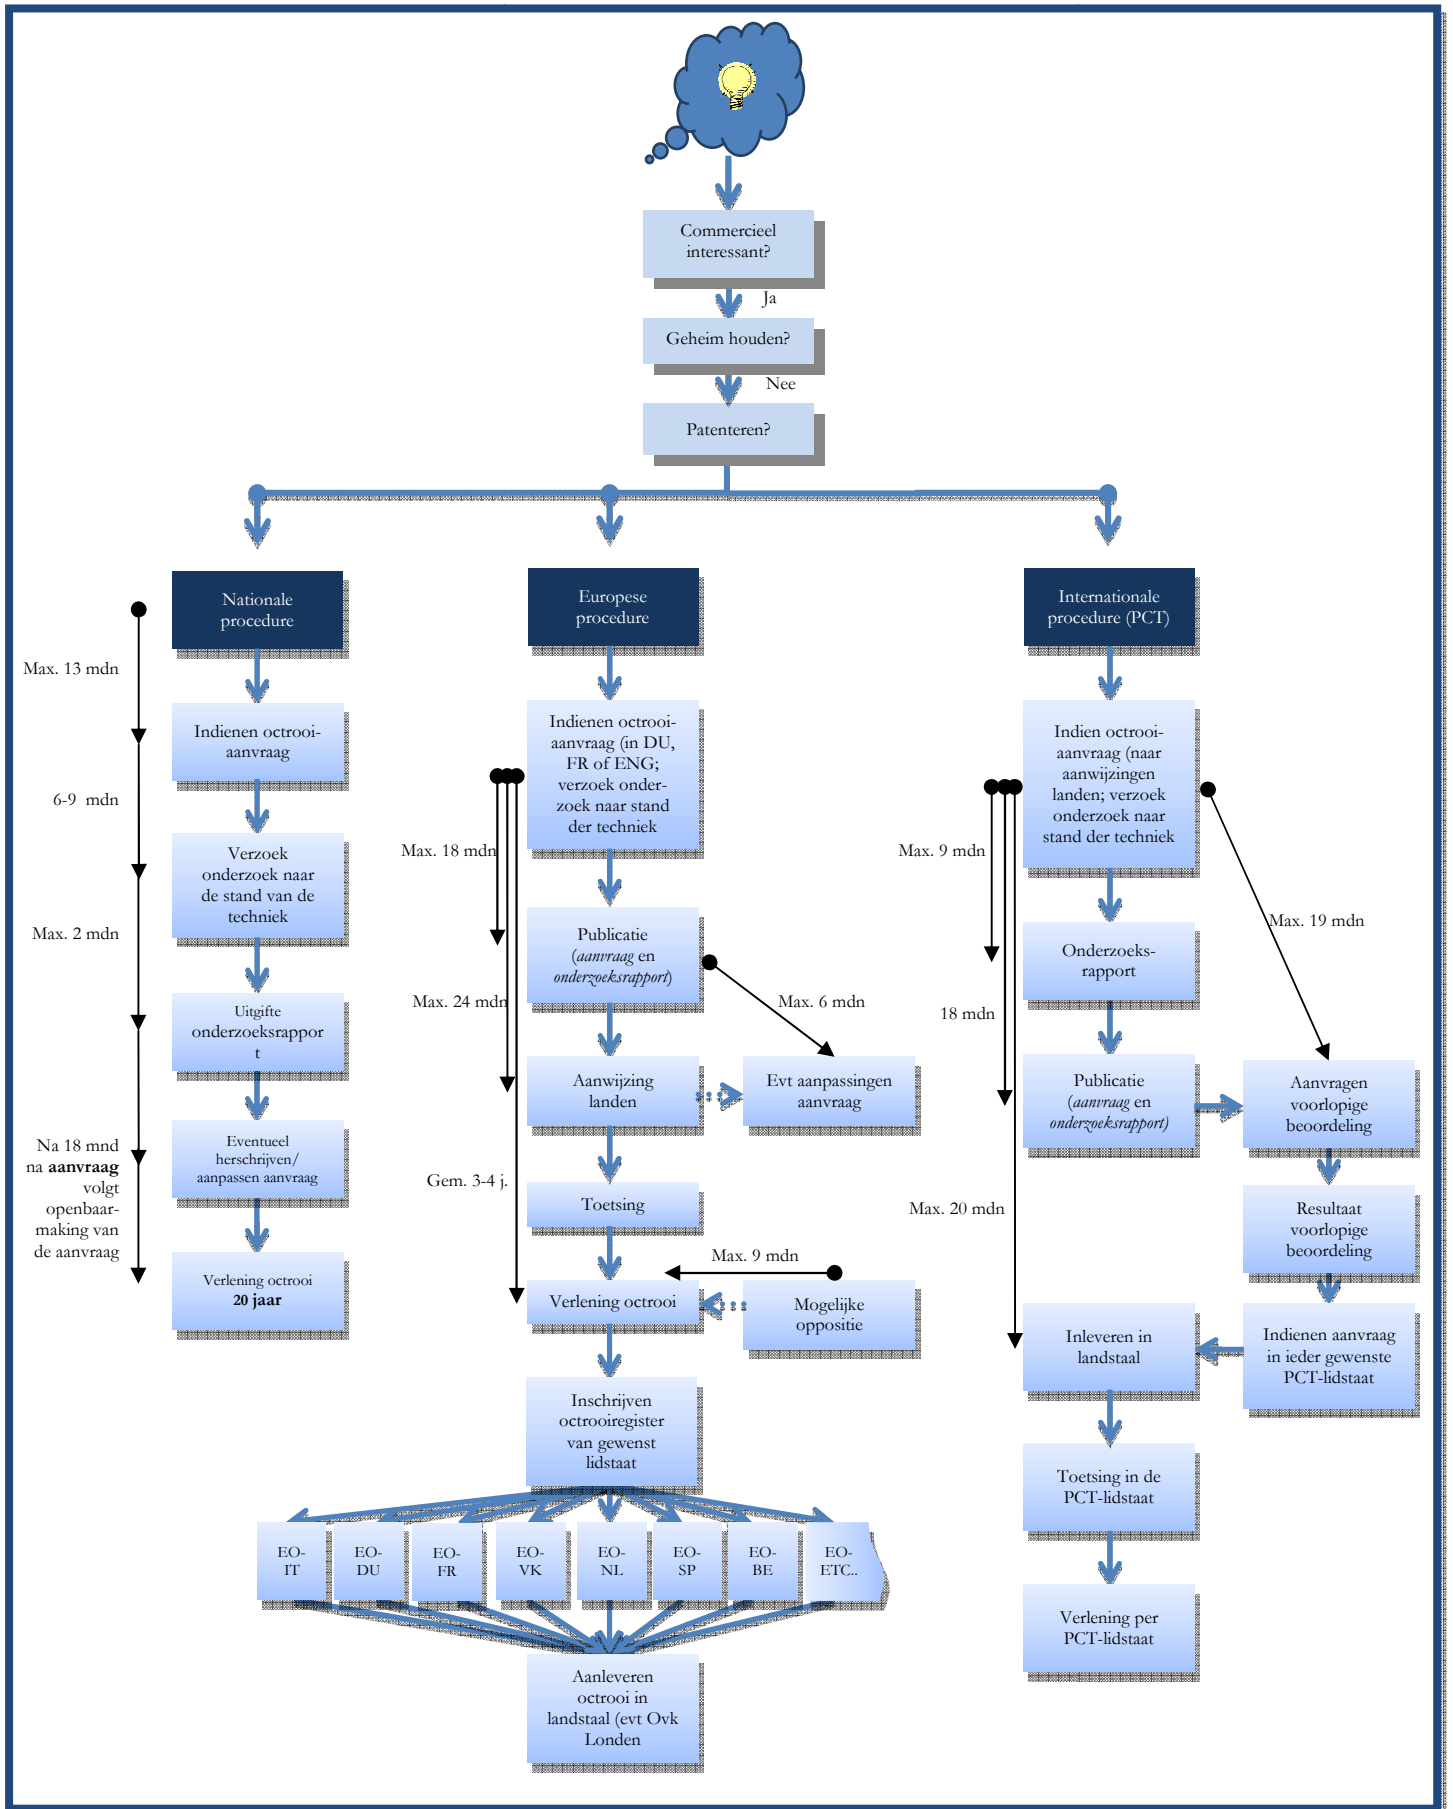 Commercieel
interessant?
Ja
Geheim houden?
Nee
Patenteren?
Nationale
procedure
Max. 13 mdn
Indienen octrooi-
aanvraag
6-9 mdn
Verzoek
onderzoek naar
de stand van de
techniek
Max. 2 mdn
Uitgifte
onderzoeksrappor
t
Eventueel
herschrijven/
aanpassen aanvraag
Na 18 mnd
na aanvraag
volgt
openbaar-
making van
de aanvraag
Verlening octrooi
20 jaar
Europese
procedure
Indienen octrooi-
aanvraag (in DU,
FR of ENG;
verzoek onder-
zoek naar stand
der techniek
Max. 18 mdn
Publicatie
(aanvraag en
onderzoeksrapport)
Max. 24 mdn
Max. 6 mdn
Aanwijzing
landen
Evt aanpassingen
aanvraag
Gem. 3-4 j.
Toetsing
Max. 9 mdn
Verlening octrooi
Mogelijke
oppositie
Inschrijven
octrooiregister
van gewenst
lidstaat
EO-
IT
EO-
DU
EO-
FR
EO-
VK
EO-
NL
EO-
SP
EO-
BE
EO-
ETC..
Aanleveren
octrooi in
landstaal (evt Ovk
Londen
Internationale
procedure (PCT)
Indien octrooi-
aanvraag (naar
aanwijzingen
landen; verzoek
onderzoek naar
stand der techniek
Max. 9 mdn
Max. 19 mdn
Onderzoeks-
rapport
18 mdn
Publicatie
(aanvraag en
onderzoeksrapport)
Aanvragen
voorlopige
beoordeling
Max. 20 mdn
Resultaat
voorlopige
beoordeling
Indienen aanvraag
in ieder gewenste
PCT-lidstaat
Inleveren in
landstaal
Toetsing in de
PCT-lidstaat
Verlening per
PCT-lidstaat